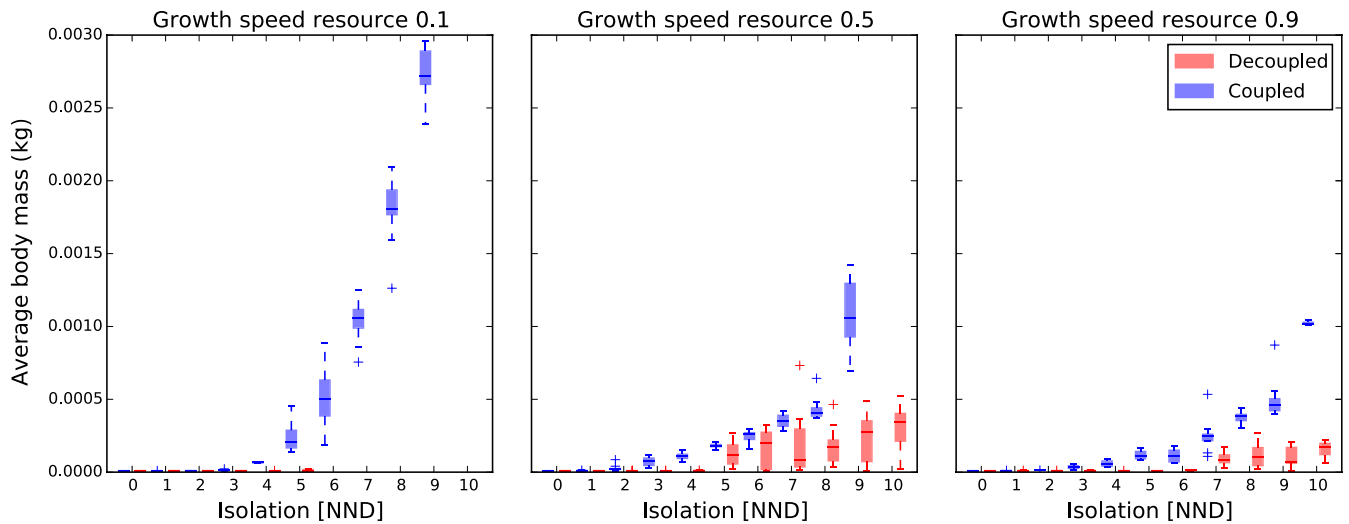 Growth speed resource 0.1
Growth speed resource 0.5
Growth speed resource 0.9
Average body mass (kg)
0.0030
0.0025
0.0020
0.0015
0.0010
0.0005
0.0000
Decoupled
Coupled
0 1 2 3 4 5 6 7 8 9 10
0 1 2 3 4 5 6 7 8 9 10
0 1 2 3 4 5 6 7 8 9 10
Isolation [NND]
Isolation [NND]
Isolation [NND]